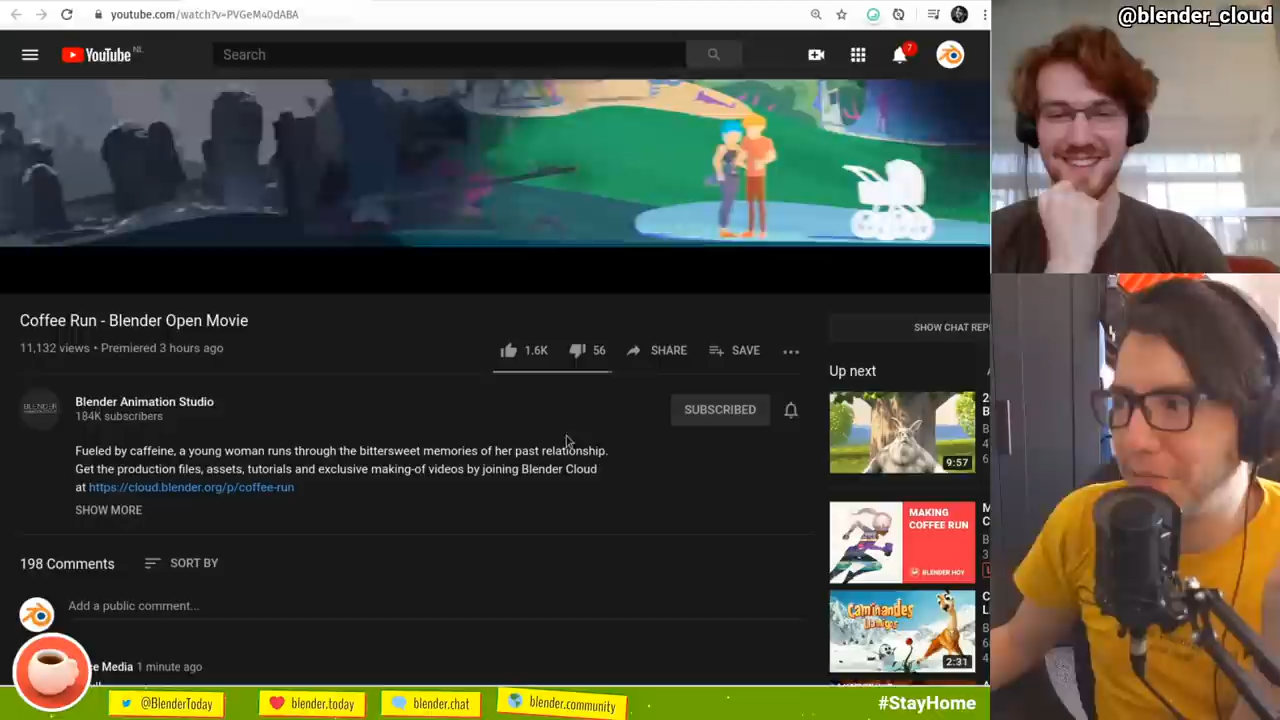 youtube.com/watch?v=PVGeM40dABA
@blender_cloud
YouTube NL
Search
7
Coffee Run - Blender Open Movie
11,132 views • Premiered 3 hours ago
1.6K
56
SHARE
SAVE
SHOW CHAT REP
Up next
Blender Animation Studio
184K subscribers
SUBSCRIBED
9:57
Fueled by caffeine, a young woman runs through the bittersweet memories of her past relationship.
Get the production files, assets, tutorials and exclusive making-of videos by joining Blender Cloud
at https://cloud.blender.org/p/coffee-run
SHOW MORE
MAKING
COFFEE RUN
BLENDER HOY
198 Comments
SORT BY
Add a public comment...
Caminandes
Llamigos
2:31
Media 1 minute ago
@BlenderToday
blender.today
blender.chat
blender.community
#StayHome